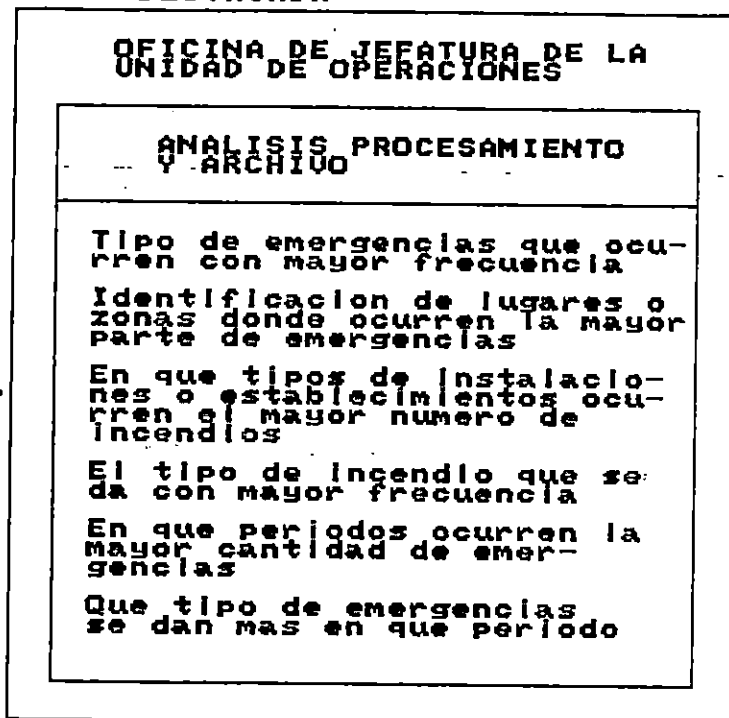 OFICINA DE JEFATURA DE LA
UNIDAD DE OPERACIONES
ANALISIS PROCESAMIENTO
Y ARCHIVO
Tipo de emergencias que ocu-
rren con mayor frecuencia
Identificacion de lugares o
zonas donde ocurren la mayor
parte de emergencias
En que tipos de instalacio-
nes o establecimientos ocu-
rren el mayor numero de
incendios
El tipo de incendio que se
da con mayor frecuencia
En que periodos ocurren la
mayor cantidad de emer-
gencias
Que tipo de emergencias
se dan mas en que periodo